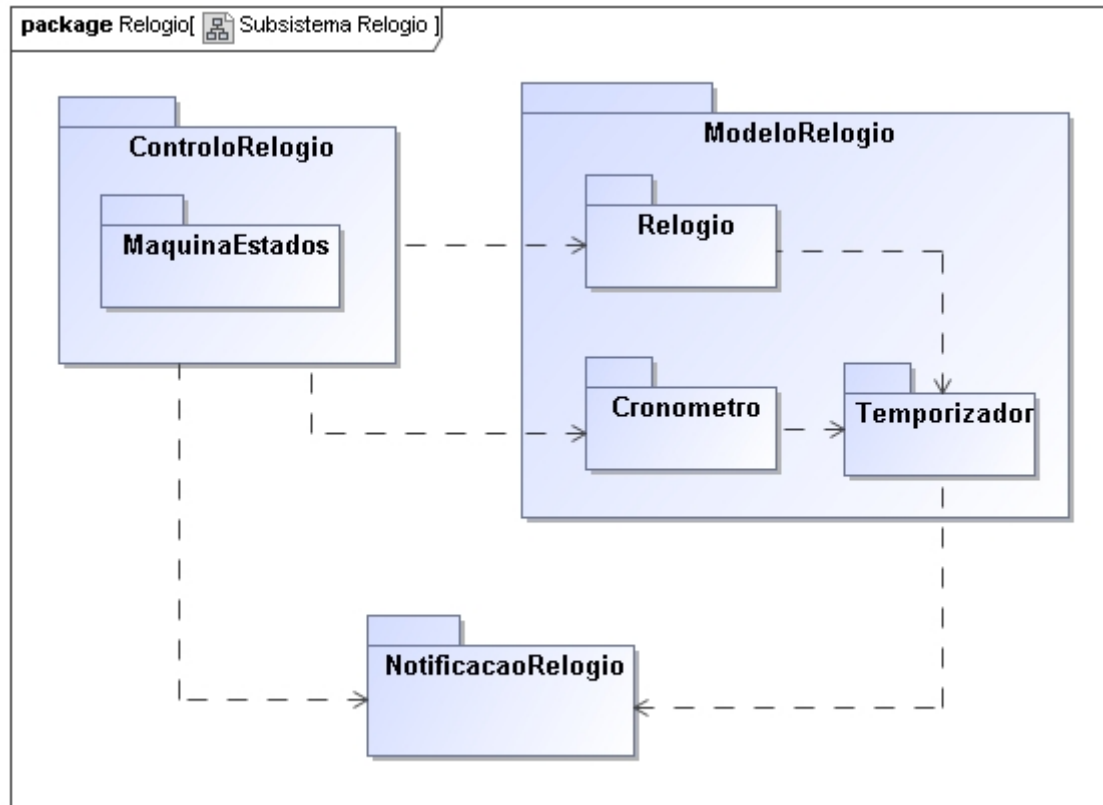 package Relogio[ Subsistema Relogio ]
ControloRelogio
MaquinaEstados
ModeloRelogio
Relogio
Cronometro
Temporizador
NotificacaoRelogio